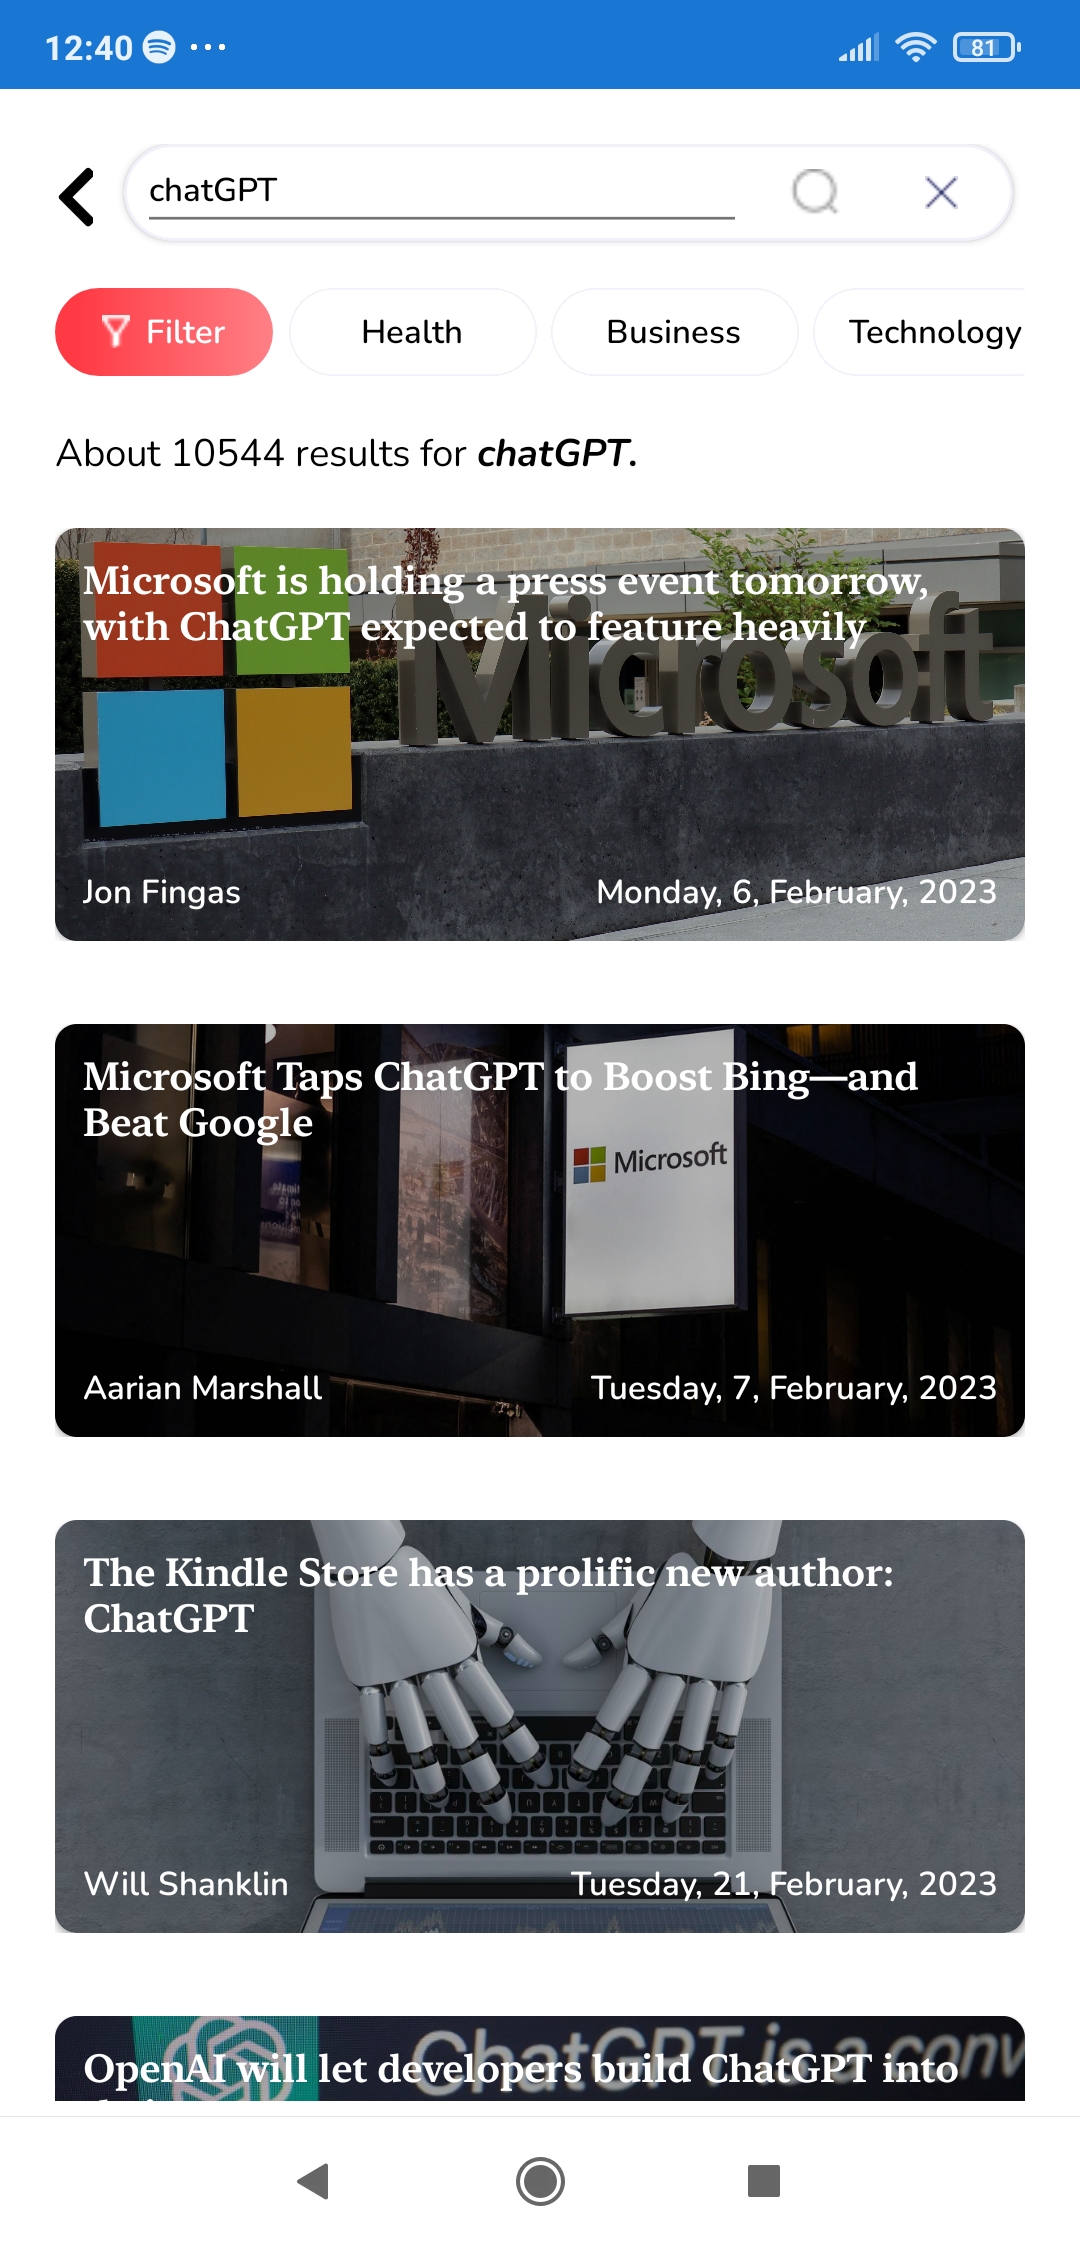 12:40
81
chatGPT
Filter
Health
Business
Technology
About 10544 results for chatGPT.
Microsoft is holding a press event tomorrow,
with ChatGPT expected to feature heavily
Microsoft
Jon Fingas
Monday, 6, February, 2023
Microsoft Taps ChatGPT to Boost Bing—and
Beat Google
Microsoft
Aarian Marshall
Tuesday, 7, February, 2023
The Kindle Store has a prolific new author:
ChatGPT
Will Shanklin
Tuesday, 21, February, 2023
ChatGPT is a conv
OpenAI will let developers build ChatGPT into